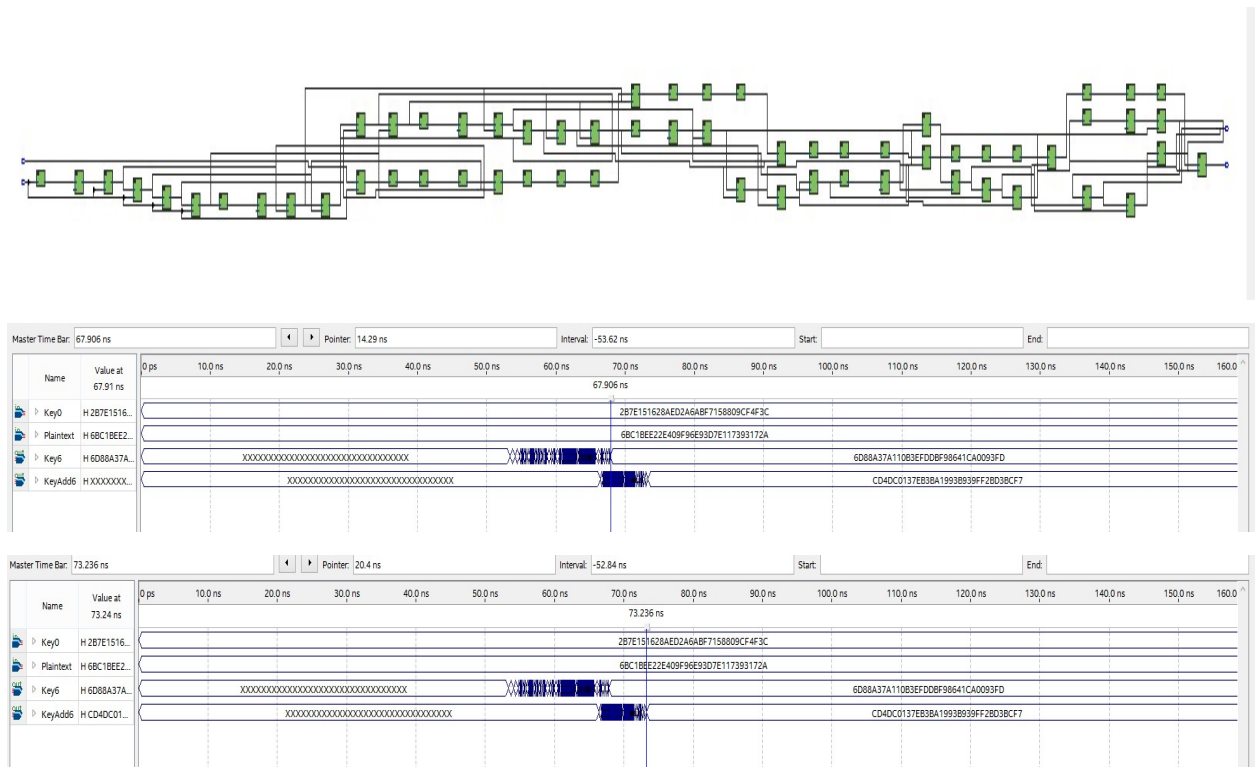 Master Time Bar: 67.906 ns Pointer: 14.29 ns Interval: -53.62 ns Start: End:
Name Value at 67.91 ns 0 ps 10.0 ns 20.0 ns 30.0 ns 40.0 ns 50.0 ns 60.0 ns 70.0 ns 80.0 ns 90.0 ns 100.0 ns 110.0 ns 120.0 ns 130.0 ns 140.0 ns 150.0 ns 160.0
67.906 ns
Key0 H 2B7E1516... 2B7E151628AED2A6ABF7158809CF4F3C
Plaintext H 6BC1BEE2... 6BC1BEE22E409F96E93D7E117393172A
Key6 H 6D88A37A... XXXXXXXXXXXXXXXXXXXXXXXXXXXXXXXX 6D88A37A110B3EFDDBF98641CA0093FD
KeyAdd6 H XXXXXXX... XXXXXXXXXXXXXXXXXXXXXXXXXXXXXXXX CD4DC0137EB3BA1993B939FF2BD3BCF7
Master Time Bar: 73.236 ns Pointer: 20.4 ns Interval: -52.84 ns Start: End:
Name Value at 73.24 ns 0 ps 10.0 ns 20.0 ns 30.0 ns 40.0 ns 50.0 ns 60.0 ns 70.0 ns 80.0 ns 90.0 ns 100.0 ns 110.0 ns 120.0 ns 130.0 ns 140.0 ns 150.0 ns 160.0
73.236 ns
Key0 H 2B7E1516... 2B7E151628AED2A6ABF7158809CF4F3C
Plaintext H 6BC1BEE2... 6BC1BEE22E409F96E93D7E117393172A
Key6 H 6D88A37A... XXXXXXXXXXXXXXXXXXXXXXXXXXXXXXXX 6D88A37A110B3EFDDBF98641CA0093FD
KeyAdd6 H CD4DC01... XXXXXXXXXXXXXXXXXXXXXXXXXXXXXXXX CD4DC0137EB3BA1993B939FF2BD3BCF7